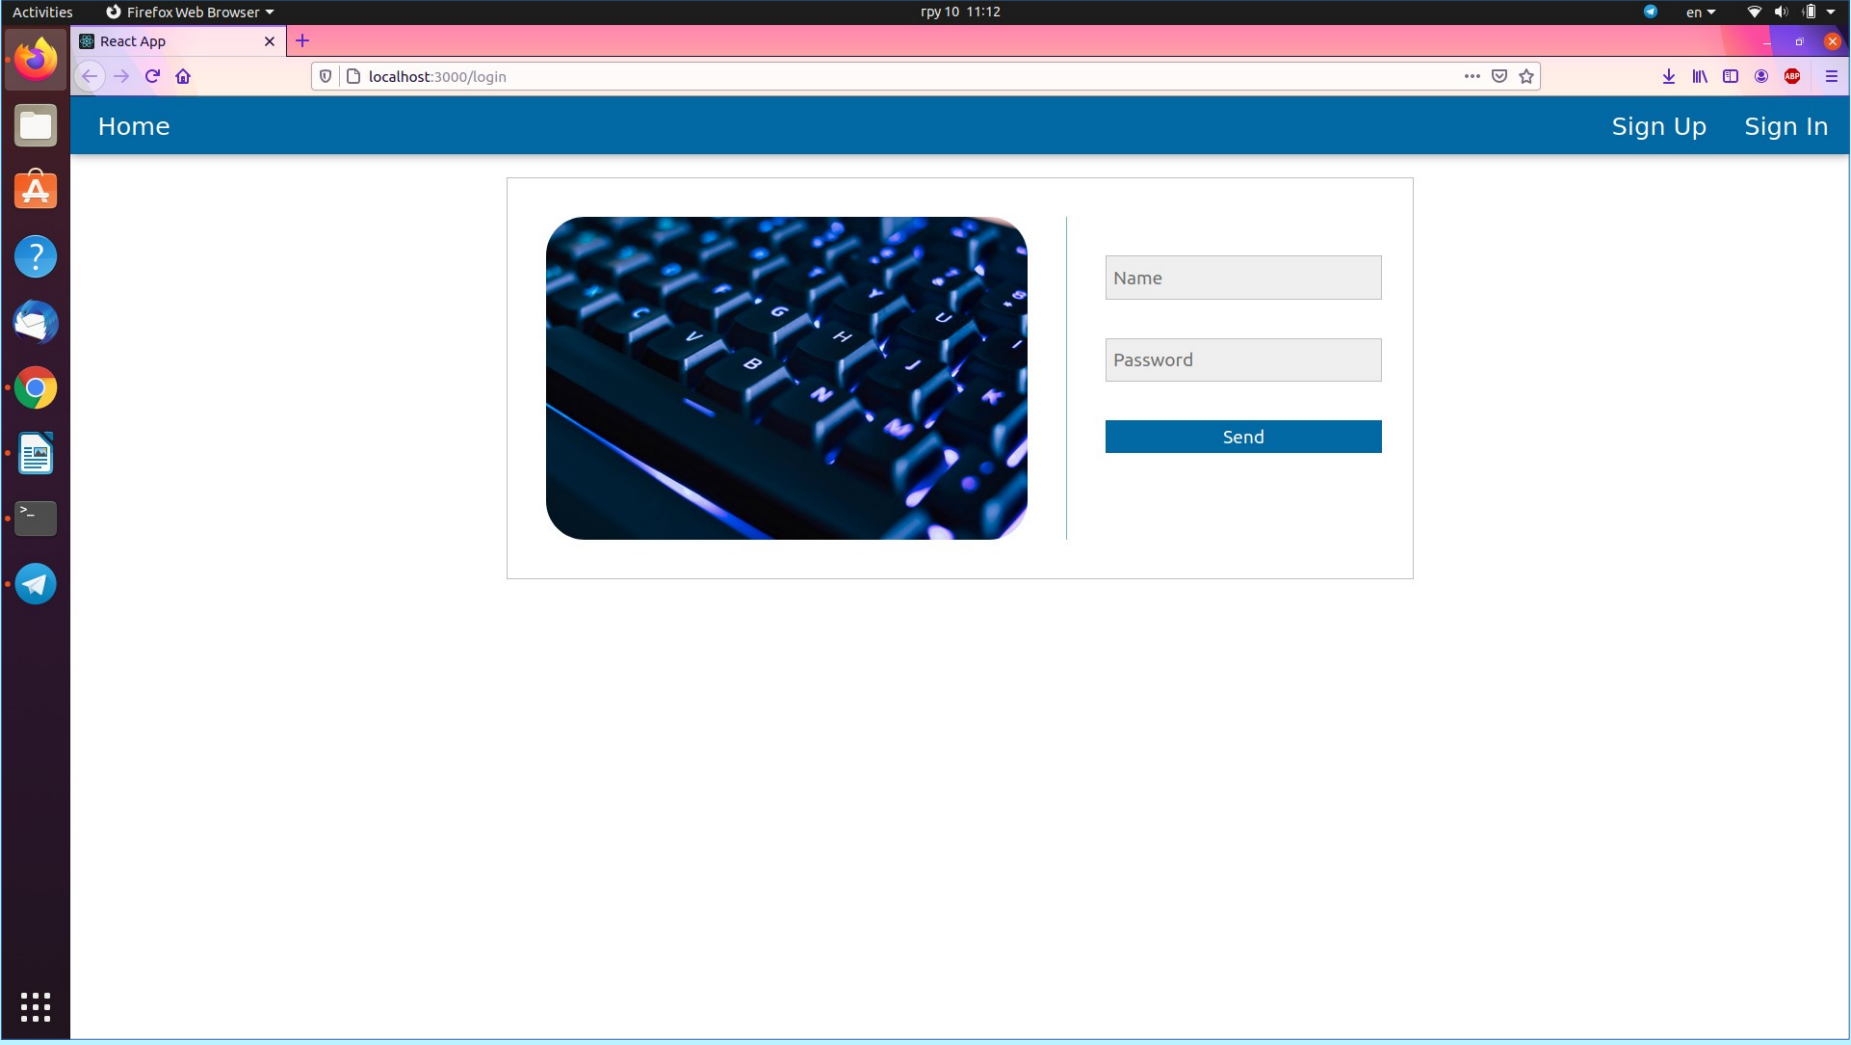 Activities Firefox Web Browser гру 10 11:12 en
React App
localhost:3000/login ABP
Home Sign Up Sign In
Name
Password
Send
C F G Y U I
V H J K
B N M